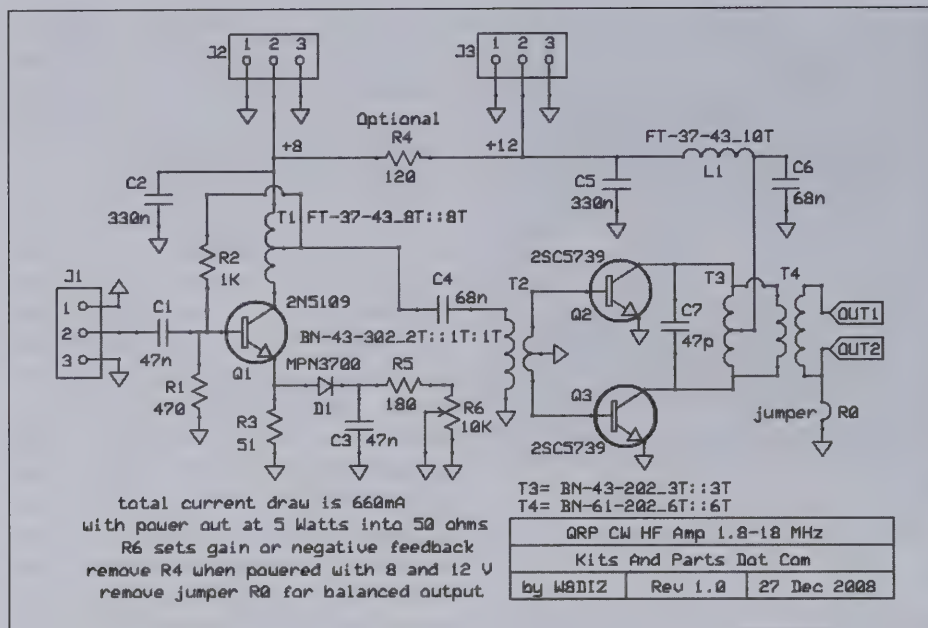 J2 1 2 3
J3 1 2 3
Optional
+8 R4 +12 FT-37-43_10T
120 L1
C2 C5 C6
330n 330n 68n
T1 FT-37-43_8T::8T
R2
1K
2SC5739
J1 C4 T2 T3 T4
68n
1 C1 2N5109 Q2 C7 OUT1
2 BN-43-302_2T::1T:1T 47p
3 47n Q1 MPN3700 R5 Q3 OUT2
R1 D1 180 R6 jumper R0
470 R3 C3 47n 10K
51 2SC5739
T3= BN-43-202_3T::3T
T4= BN-61-202_6T::6T
total current draw is 660mA
with power out at 5 Watts into 50 ohms
R6 sets gain or negative feedback
remove R4 when powered with 8 and 12 V
remove jumper R0 for balanced output
QRP CW HF Amp 1.8-18 MHz
Kits And Parts Dot Com
by W8DIZ Rev 1.0 27 Dec 2008